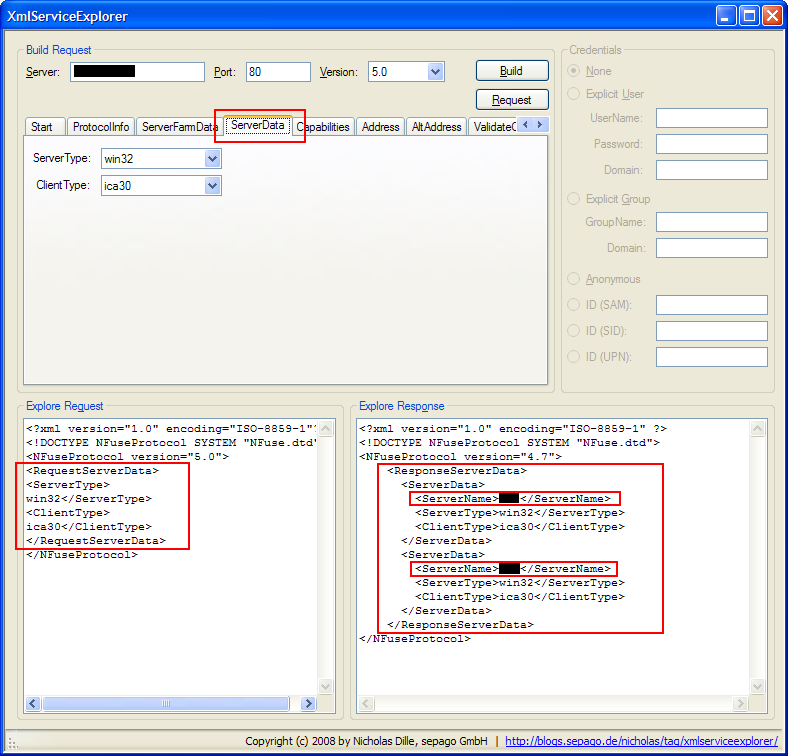 XmlServiceExplorer
Build Request
Server: Port: 80 Version: 5.0 Build
Request
Start ProtocolInfo ServerFarmData ServerData Capabilities Address AltAddress ValidateC
ServerType: win32
ClientType: ica30
Credentials
None
Explicit User
UserName:
Password:
Domain:
Explicit Group
GroupName:
Domain:
Anonymous
ID (SAM):
ID (SID):
ID (UPN):
Explore Request
<?xml version="1.0" encoding="ISO-8859-1"?
<!DOCTYPE NFuseProtocol SYSTEM "NFuse.dtd"
<NFuseProtocol version="5.0">
<RequestServerData>
<ServerType>
win32</ServerType>
<ClientType>
ica30</ClientType>
</RequestServerData>
</NFuseProtocol>
Explore Response
<?xml version="1.0" encoding="ISO-8859-1" ?>
<!DOCTYPE NFuseProtocol SYSTEM "NFuse.dtd">
<NFuseProtocol version="4.7">
<ResponseServerData>
<ServerData>
<ServerName></ServerName>
<ServerType>win32</ServerType>
<ClientType>ica30</ClientType>
</ServerData>
<ServerData>
<ServerName></ServerName>
<ServerType>win32</ServerType>
<ClientType>ica30</ClientType>
</ServerData>
</ResponseServerData>
</NFuseProtocol>
Copyright (c) 2008 by Nicholas Dille, sepago GmbH | http://blogs.sepago.de/nicholas/tag/xmlserviceexplorer/